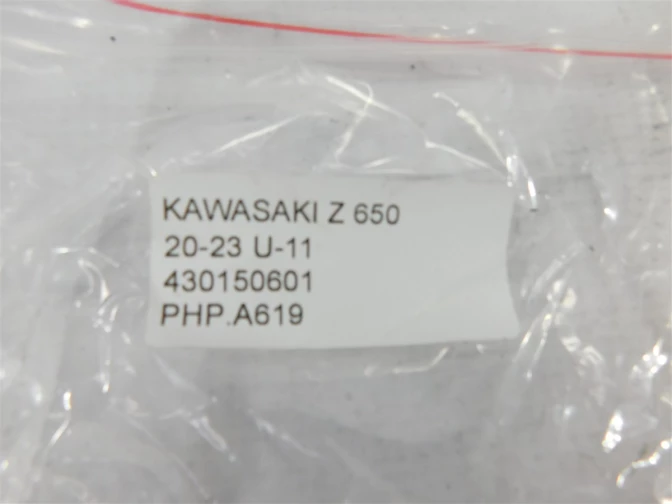 KAWASAKI Z 650
20-23 U-11
430150601
PHP.A619